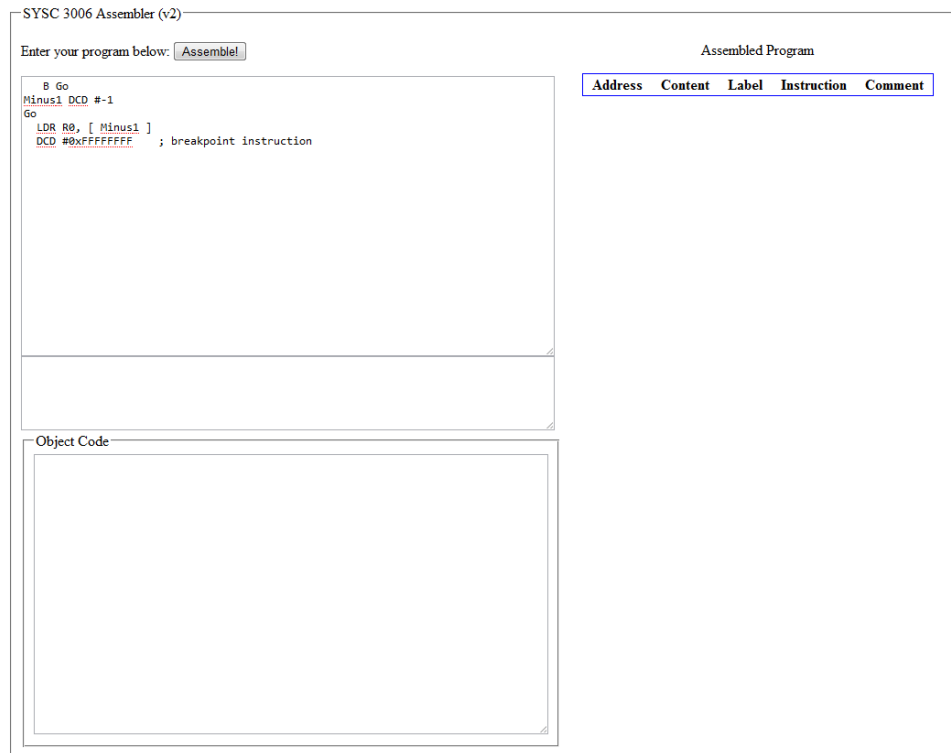 SYSC 3006 Assembler (v2)
Enter your program below: Assemble!
B Go
Minus1 DCD #-1
Go
LDR R0, [ Minus1 ]
DCD #0xFFFFFFFF ; breakpoint instruction
Object Code
Assembled Program
Address Content Label Instruction Comment